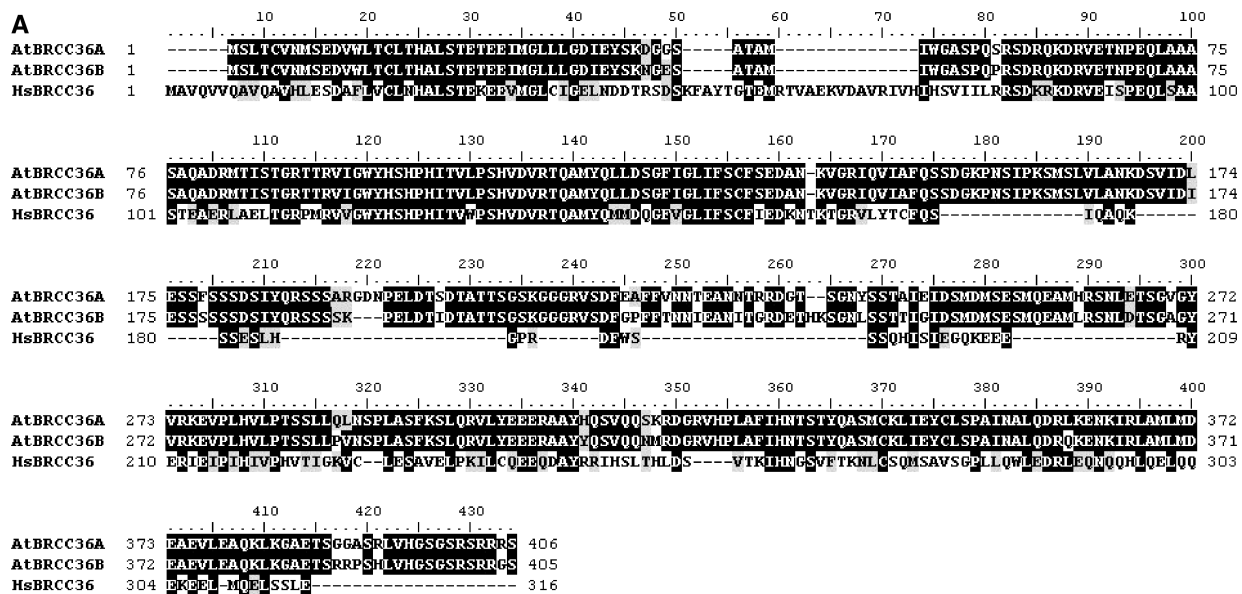 A
10 20 30 40 50 60 70 80 90 100
AtBRCC36A 1 ------MSLTCVNMSEDVWLTCLTHALSTETEEIMGLLLGDIEYSKDGGS-----ATAM--------------IWGASPQSRSDRQKDRVETNPEQLAAA 75
AtBRCC36B 1 ------MSLTCVNMSEDVWLTCLTHALSTETEEIMGLLLGDIEYSKNGES-----ATAM--------------IWGASPQPRSDRQKDRVETNPEQLAAA 75
HsBRCC36 1 MAVQVVQAVQAVHLESDAFLVCLNHALSTEKEEVMGLCIGELNDDTRSDSKFAYTGTEMRTVAEKVDAVRIVHIHSVIILRRSDKRKDRVEISPEQLSAA 100
110 120 130 140 150 160 170 180 190 200
AtBRCC36A 76 SAQADRMTISTGRTTRVIGWYHSHPHITVLPSHVDVRTQAMYQLLDSGFIGLIFSCFSEDAN-KVGRIQVIAFQSSDGKPNSIPKSMSLVLANKDSVIDL 174
AtBRCC36B 76 SAQADRMTISTGRTTRVIGWYHSHPHITVLPSHVDVRTQAMYQLLDSGFIGLIFSCFSEDAN-KVGRIQVIAFQSSDGKPNSIPKSMSLVLANKDSVIDI 174
HsBRCC36 101 STEAERLAELTGRPMRVVGWYHSHPHITVWPSHVDVRTQAMYQMMDQGFVGLIFSCFIEDKNTKTGRVLYTCFQS--------------IQAQK------ 180
210 220 230 240 250 260 270 280 290 300
AtBRCC36A 175 ESSFSSSDSIYQRSSSARGDNPELDTSDTATTSGSKGGGRVSDFEAFFVNNTEANNTRRDGT--SGNYSSTAIEIDSMDMSESMQEAMHRSNLETSGVGY 272
AtBRCC36B 175 ESSSSSSDSIYQRSSSSK---PELDTIDTATTSGSKGGGRVSDFGPFFTNNIEANITGRDETHKSGNLSSTTIGIDSMDMSESMQEAMLRSNLDTSGAGY 271
HsBRCC36 180 -----SSESLH----------------------GPR------DFWS----------------------SSQHISIEGQKEEE----------------RY 209
310 320 330 340 350 360 370 380 390 400
AtBRCC36A 273 VRKEVPLHVLPTSSLLQLNSPLASFKSLQRVLYEEERAAYHQSVQQSKRDGRVHPLAFIHNTSTYQASMCKLIEYCLSPAINALQDRLKENKIRLAMLMD 372
AtBRCC36B 272 VRKEVPLHVLPTSSLLPVNSPLASFKSLQRVLYEEERAAYYQSVQQNMRDGRVHPLAFIHNTSTYQASMCKLIEYCLSPAINALQDRQKENKIRLAMLMD 371
HsBRCC36 210 ERIEIPIHIVPHVTIGKVC--LESAVELPKILCQEEQDAYRRIHSLTHLDS----VTKIHNGSVFTKNLCSQMSAVSGPLLQWLEDRLEQNQQHLQELQQ 303
410 420 430
AtBRCC36A 373 EAEVLEAQKLKGAETSGGASRLVHGSGSRSRRRS 406
AtBRCC36B 372 EAEVLEAQKLKGAETSRRPSHLVHGSGSRSRRGS 405
HsBRCC36 304 EKEEL-MQELSSLE-------------------- 316